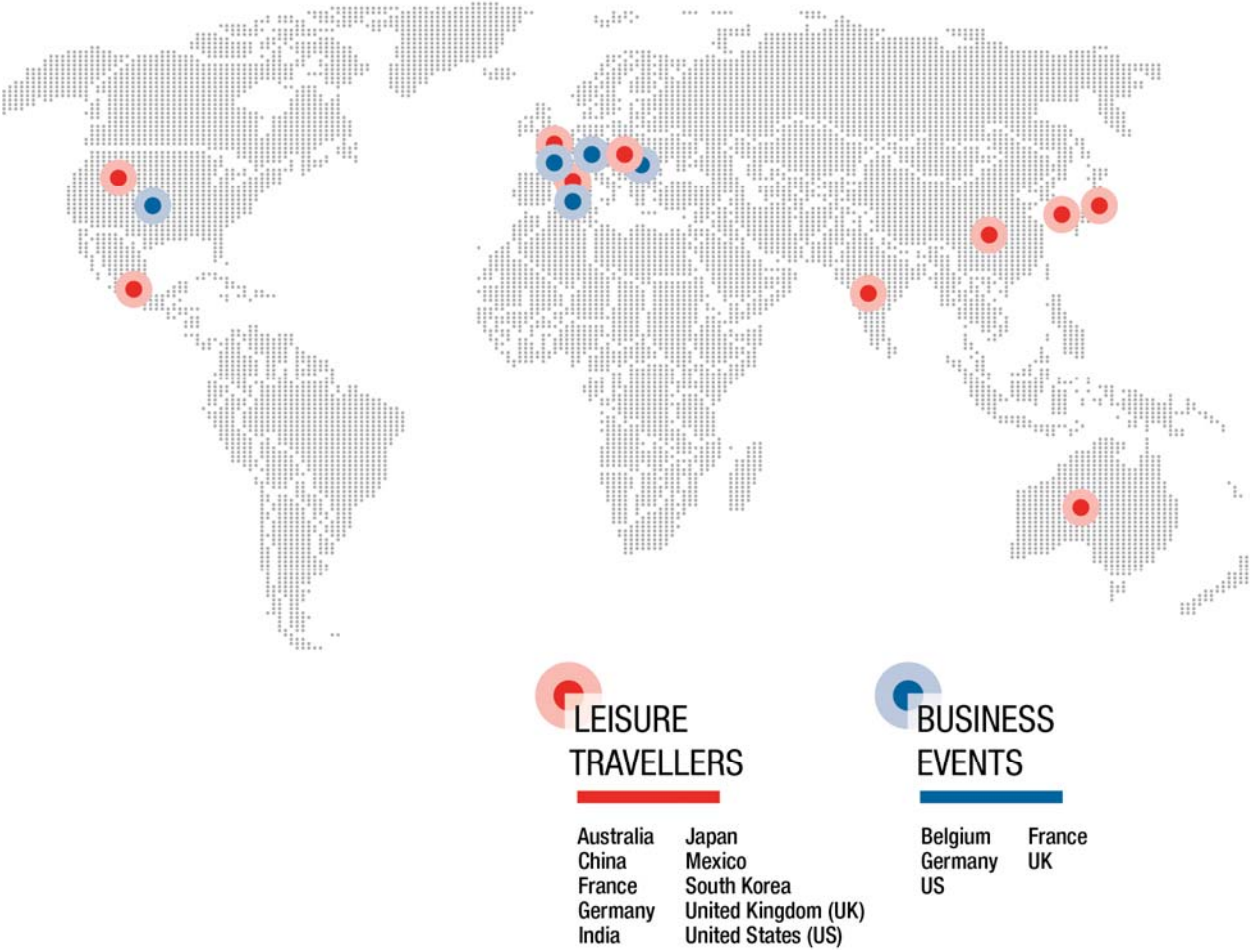 LEISURE
TRAVELLERS
Australia
China
France
Germany
India
Japan
Mexico
South Korea
United Kingdom (UK)
United States (US)
BUSINESS
EVENTS
Belgium
Germany
US
France
UK